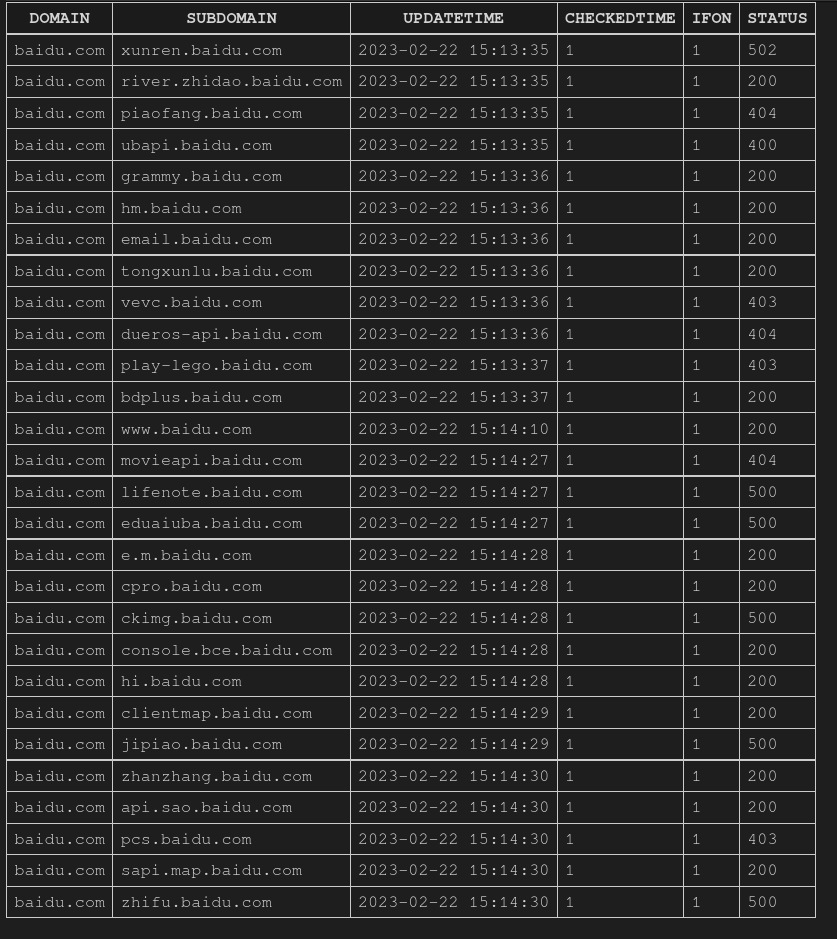 DOMAIN SUBDOMAIN UPDATETIME CHECKEDTIME IFON STATUS
baidu.com xunren.baidu.com 2023-02-22 15:13:35 1 1 502
baidu.com river.zhidao.baidu.com 2023-02-22 15:13:35 1 1 200
baidu.com piaofang.baidu.com 2023-02-22 15:13:35 1 1 404
baidu.com ubapi.baidu.com 2023-02-22 15:13:35 1 1 400
baidu.com grammy.baidu.com 2023-02-22 15:13:36 1 1 200
baidu.com hm.baidu.com 2023-02-22 15:13:36 1 1 200
baidu.com email.baidu.com 2023-02-22 15:13:36 1 1 200
baidu.com tongxunlu.baidu.com 2023-02-22 15:13:36 1 1 200
baidu.com vevc.baidu.com 2023-02-22 15:13:36 1 1 403
baidu.com dueros-api.baidu.com 2023-02-22 15:13:36 1 1 404
baidu.com play-lego.baidu.com 2023-02-22 15:13:37 1 1 403
baidu.com bdplus.baidu.com 2023-02-22 15:13:37 1 1 200
baidu.com www.baidu.com 2023-02-22 15:14:10 1 1 200
baidu.com movieapi.baidu.com 2023-02-22 15:14:27 1 1 404
baidu.com lifenote.baidu.com 2023-02-22 15:14:27 1 1 500
baidu.com eduaiuba.baidu.com 2023-02-22 15:14:27 1 1 500
baidu.com e.m.baidu.com 2023-02-22 15:14:28 1 1 200
baidu.com cpro.baidu.com 2023-02-22 15:14:28 1 1 200
baidu.com ckimg.baidu.com 2023-02-22 15:14:28 1 1 500
baidu.com console.bce.baidu.com 2023-02-22 15:14:28 1 1 200
baidu.com hi.baidu.com 2023-02-22 15:14:28 1 1 200
baidu.com clientmap.baidu.com 2023-02-22 15:14:29 1 1 200
baidu.com jipiao.baidu.com 2023-02-22 15:14:29 1 1 500
baidu.com zhanzhang.baidu.com 2023-02-22 15:14:30 1 1 200
baidu.com api.sao.baidu.com 2023-02-22 15:14:30 1 1 200
baidu.com pcs.baidu.com 2023-02-22 15:14:30 1 1 403
baidu.com sapi.map.baidu.com 2023-02-22 15:14:30 1 1 200
baidu.com zhifu.baidu.com 2023-02-22 15:14:30 1 1 500